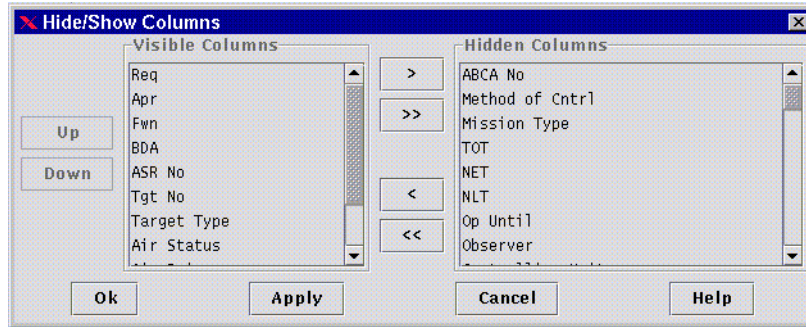 Hide/Show Columns
Visible Columns
Req
Apr
Fwn
BDA
ASR No
Tgt No
Target Type
Air Status
Up
Down
>
>>
<
<<
Hidden Columns
ABCA No
Method of Cntrl
Mission Type
TOT
NET
NLT
Op Until
Observer
Ok
Apply
Cancel
Help